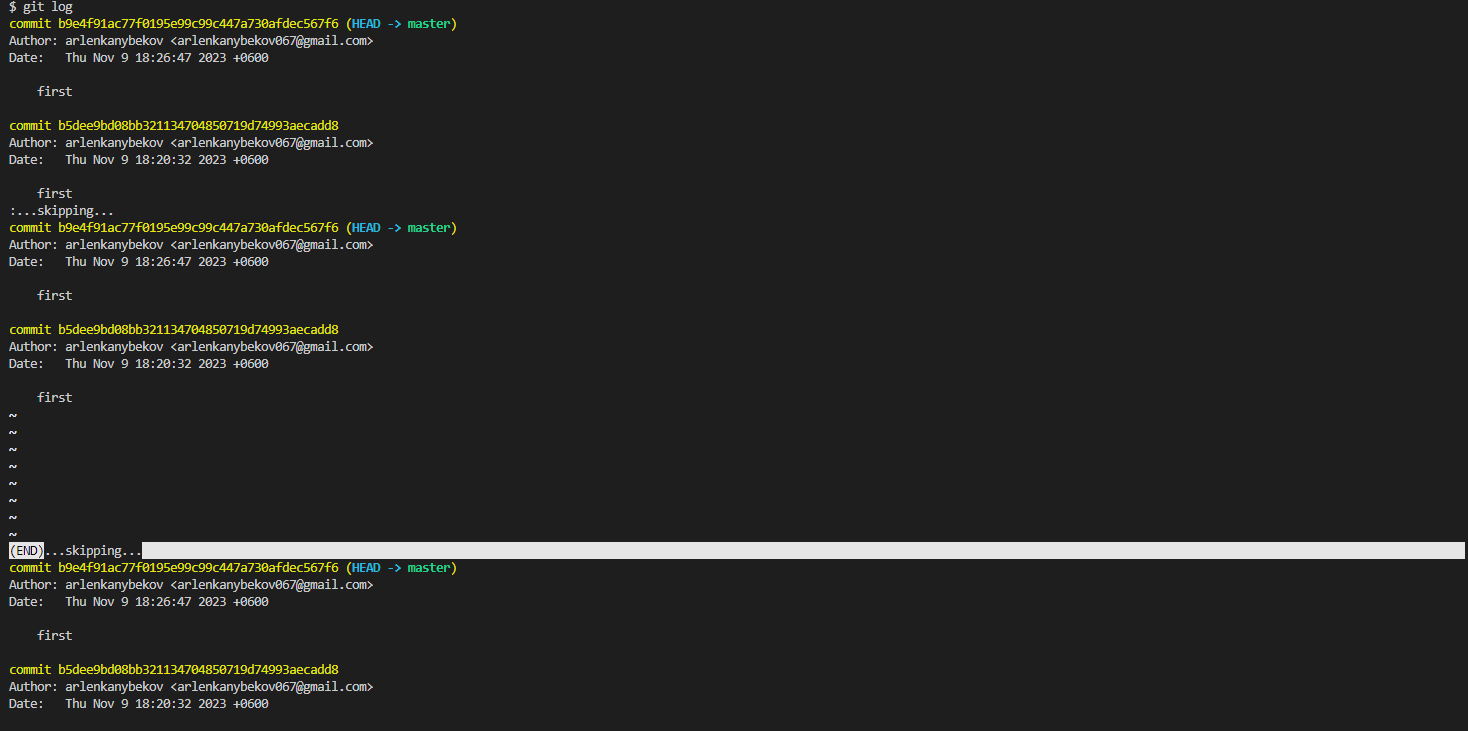 $ git log
commit b9e4f91ac77f0195e99c99c447a730afdec567f6 (HEAD -> master)
Author: arlenkanybekov <arlenkanybekov067@gmail.com>
Date:   Thu Nov 9 18:26:47 2023 +0600
    first
commit b5dee9bd08bb321134704850719d74993aecadd8
Author: arlenkanybekov <arlenkanybekov067@gmail.com>
Date:   Thu Nov 9 18:20:32 2023 +0600
    first
:...skipping...
commit b9e4f91ac77f0195e99c99c447a730afdec567f6 (HEAD -> master)
Author: arlenkanybekov <arlenkanybekov067@gmail.com>
Date:   Thu Nov 9 18:26:47 2023 +0600
    first
commit b5dee9bd08bb321134704850719d74993aecadd8
Author: arlenkanybekov <arlenkanybekov067@gmail.com>
Date:   Thu Nov 9 18:20:32 2023 +0600
    first
~
~
~
~
~
~
~
~
(END)...skipping...
commit b9e4f91ac77f0195e99c99c447a730afdec567f6 (HEAD -> master)
Author: arlenkanybekov <arlenkanybekov067@gmail.com>
Date:   Thu Nov 9 18:26:47 2023 +0600
    first
commit b5dee9bd08bb321134704850719d74993aecadd8
Author: arlenkanybekov <arlenkanybekov067@gmail.com>
Date:   Thu Nov 9 18:20:32 2023 +0600